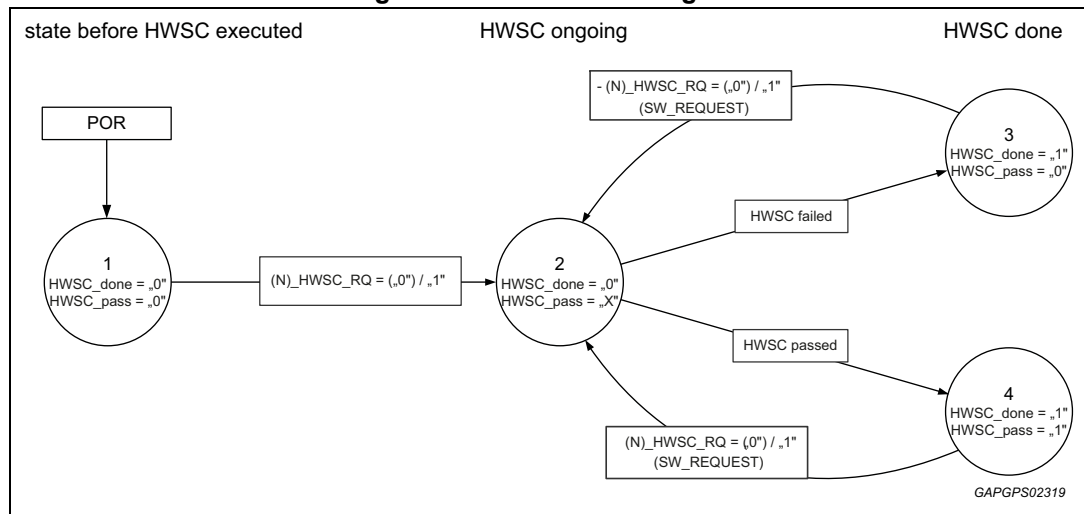 state before HWSC executed
HWSC ongoing
HWSC done
- (N)_HWSC_RQ = („0") / „1"
(SW_REQUEST)
POR
3
HWSC_done = „1"
HWSC_pass = „0"
HWSC failed
1
HWSC_done = „0"
HWSC_pass = „0"
(N)_HWSC_RQ = („0") / „1"
2
HWSC_done = „0"
HWSC_pass = „X"
HWSC passed
4
HWSC_done = „1"
HWSC_pass = „1"
(N)_HWSC_RQ = („0") / „1"
(SW_REQUEST)
GAPGPS02319